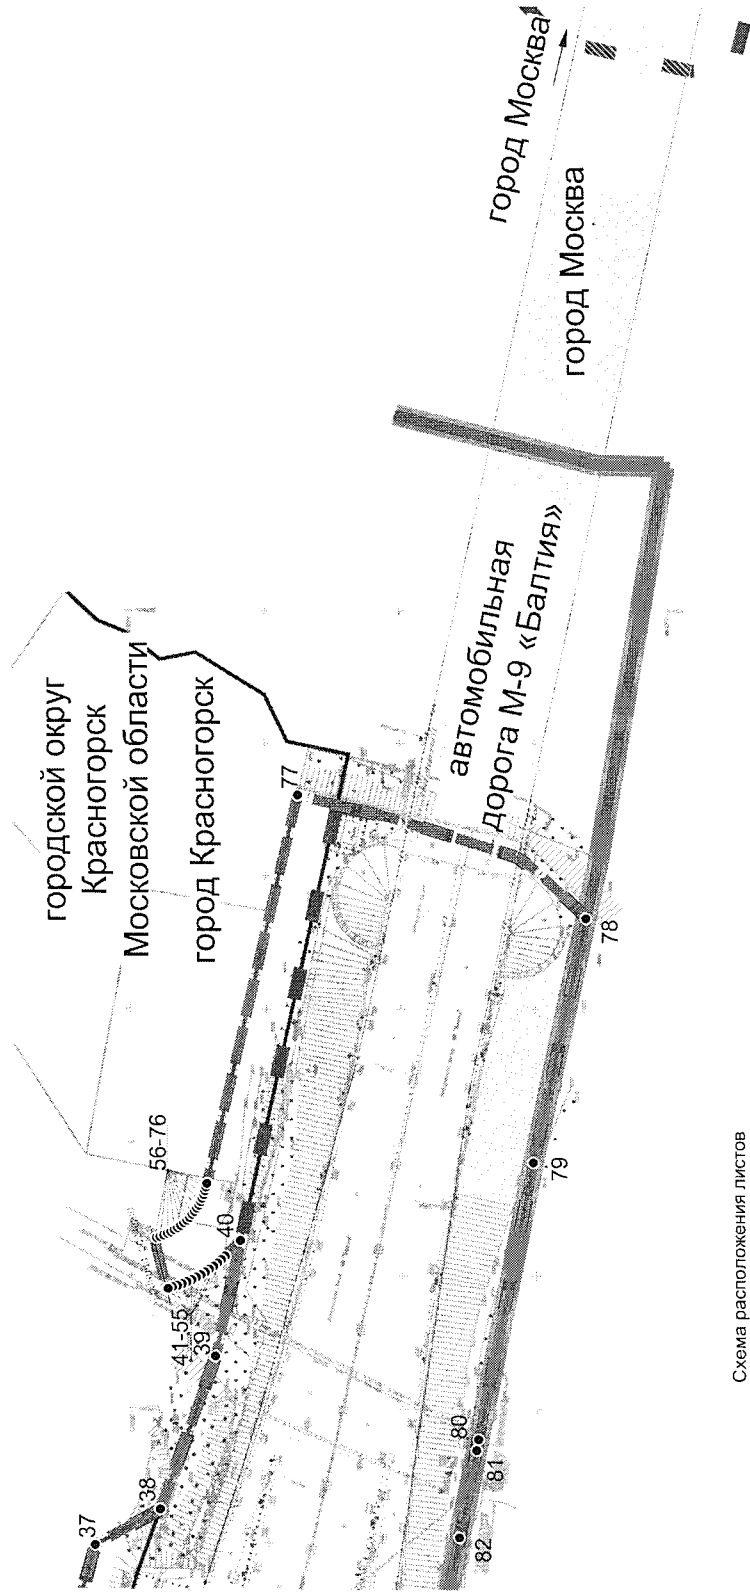 город Москва
город Москва
автомобильная
дорога М-9 «Балтия»
городской округ
Красногорск
Московской области
город Красногорск
77
78
56-76
79
40
41-55
39
80
81
38
37
82
Схема расположения листов